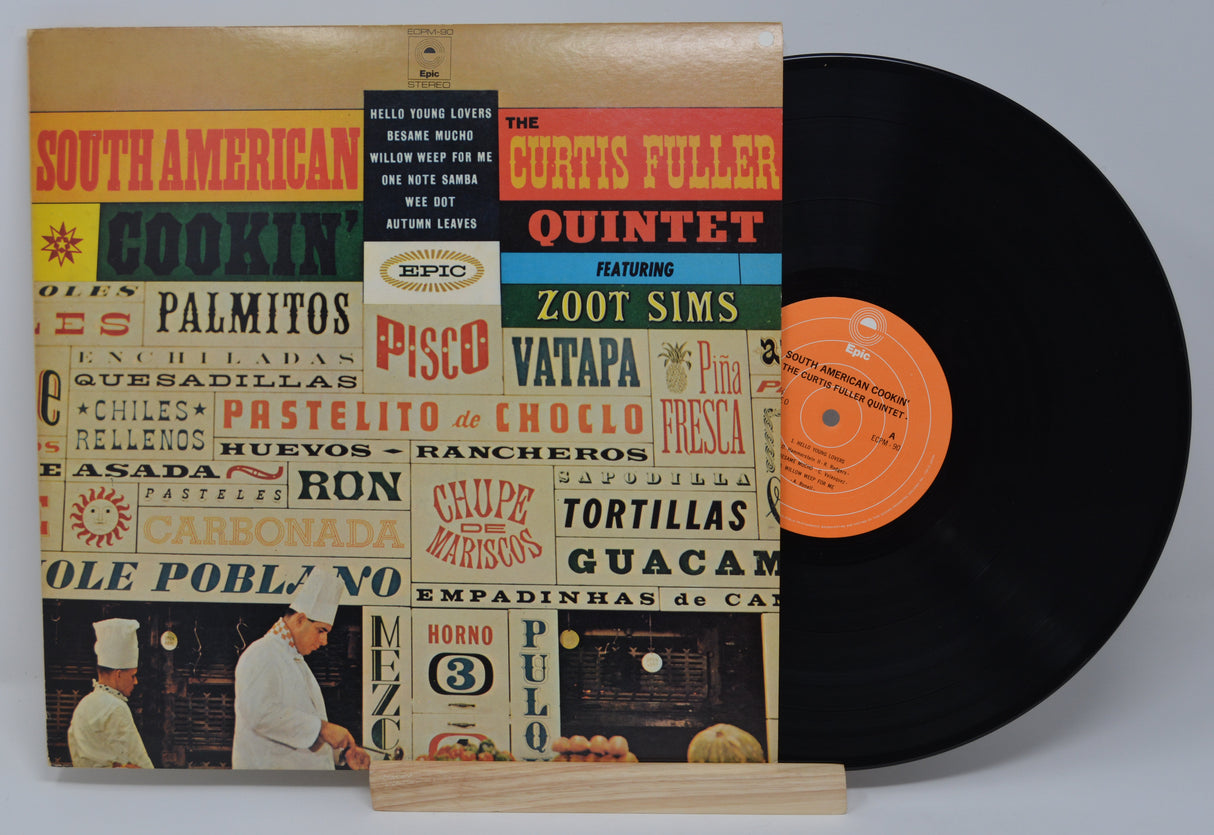 ECPM-90
Epic
STEREO
SOUTH AMERICAN
COOKIN'
HELLO YOUNG LOVERS
BESAME MUCHO
WILLOW WEEP FOR ME
ONE NOTE SAMBA
WEE DOT
AUTUMN LEAVES
THE
CURTIS FULLER
QUINTET
FEATURING
ZOOT SIMS
EPIC
OLES
LES
PALMITOS
PISCO
VATAPA
Piña
FRESCA
ENCHILADAS
QUESADILLAS
CHILES
RELLENOS
PASTELITO de CHOCLO
HUEVOS - RANCHEROS
E ASADA
PASTELES
RON
CHUPE
DE
MARISCOS
SAPODILLA
TORTILLAS
CARBONADA
GUACAM
OLE POBLANO
EMPADINHAS de CA
MEZC
HORNO
3
PULQ
Epic
SOUTH AMERICAN COOKIN'
THE CURTIS FULLER QUINTET
A
ECPM-90
1. HELLO YOUNG LOVERS
BESAME MUCHO
WILLOW WEEP FOR ME